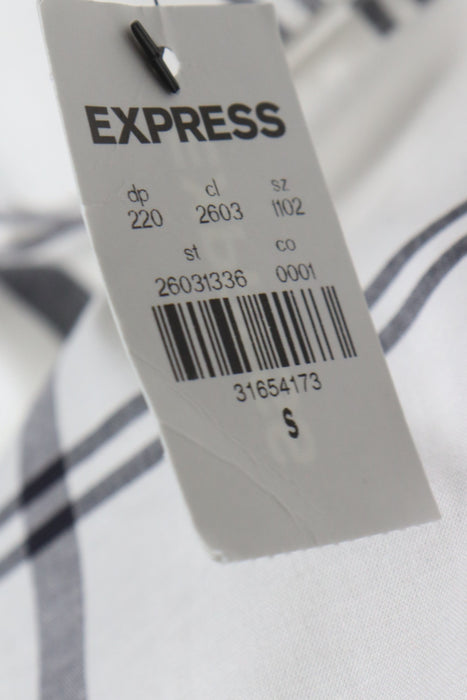 EXPRESS
dp cl sz
220 2603 1102
st co
26031336 0001
31654173
S